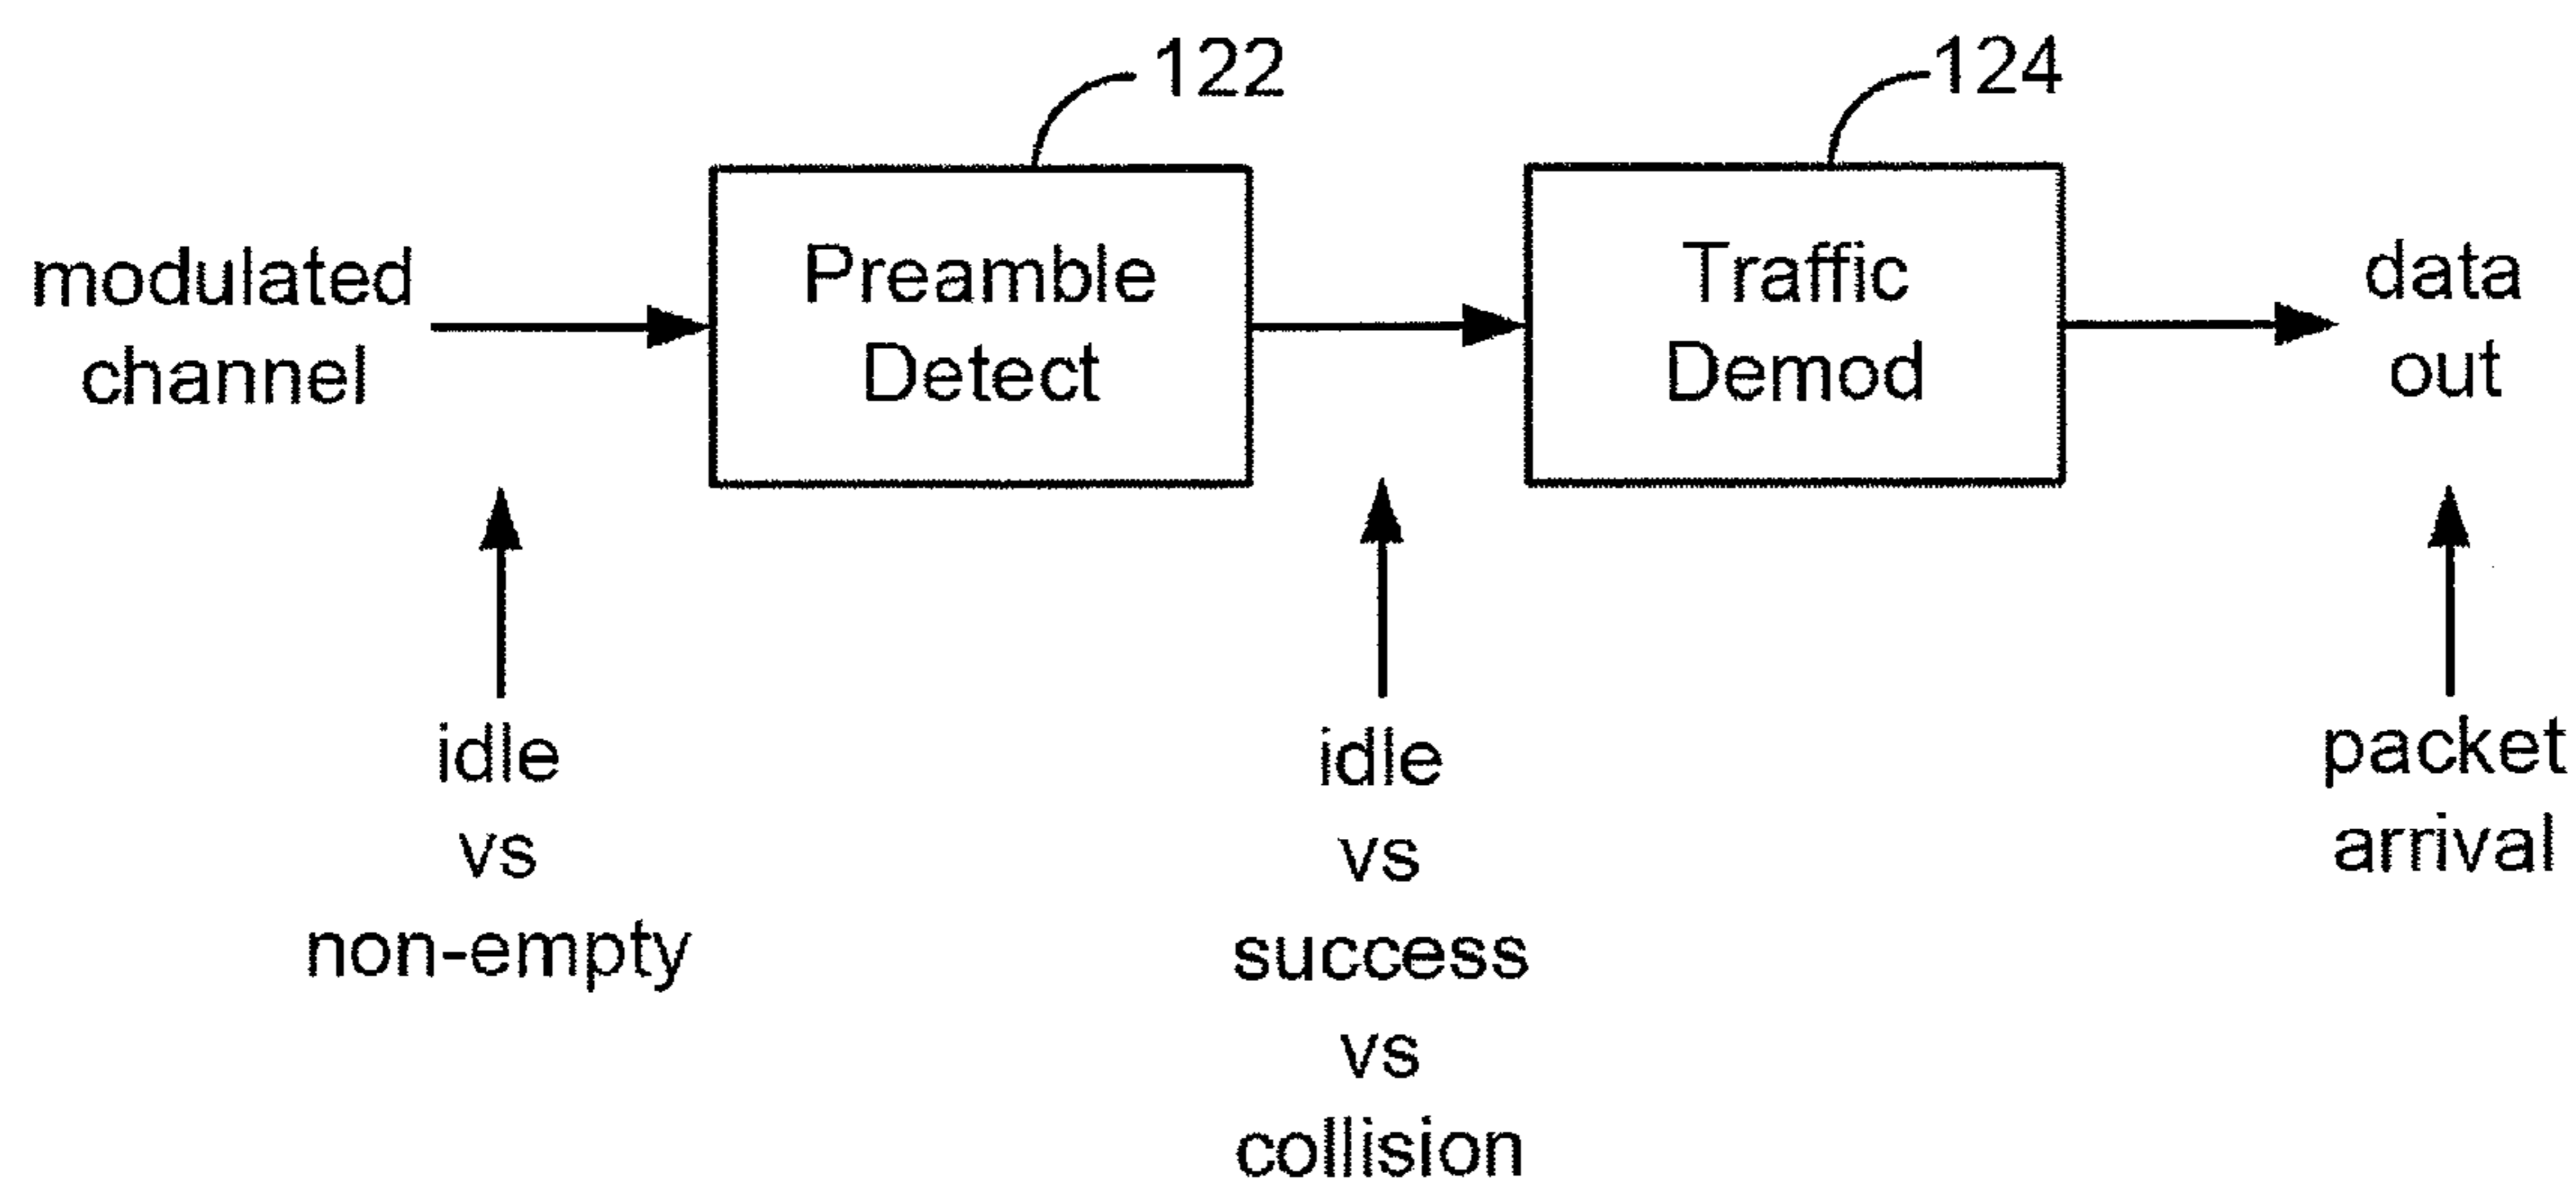 122
124
modulated
channel
Preamble
Detect
Traffic
Demod
data
out
idle
vs
non-empty
idle
vs
success
vs
collision
packet
arrival